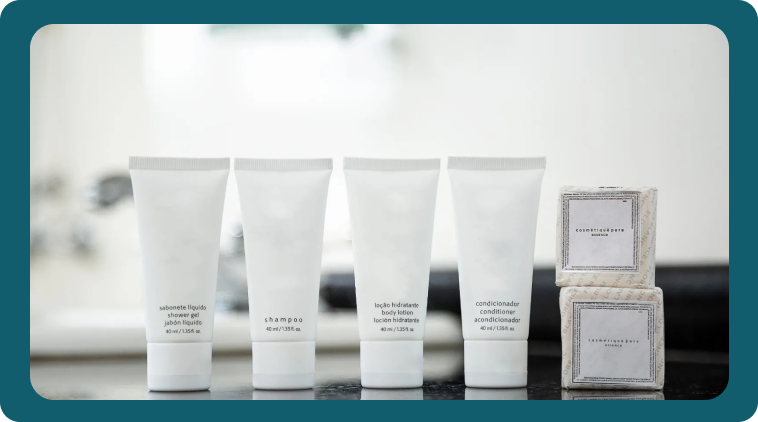 sabonete líquido
shower gel
jabón líquido
40 ml / 1.35 fl. oz.
shampoo
40 ml / 1.35 fl. oz.
loção hidratante
body lotion
loción hidratante
40 ml / 1.35 fl. oz.
condicionador
conditioner
acondicionador
40 ml / 1.35 fl. oz.
cosmétique pure
essence
cosmétique pure
essence